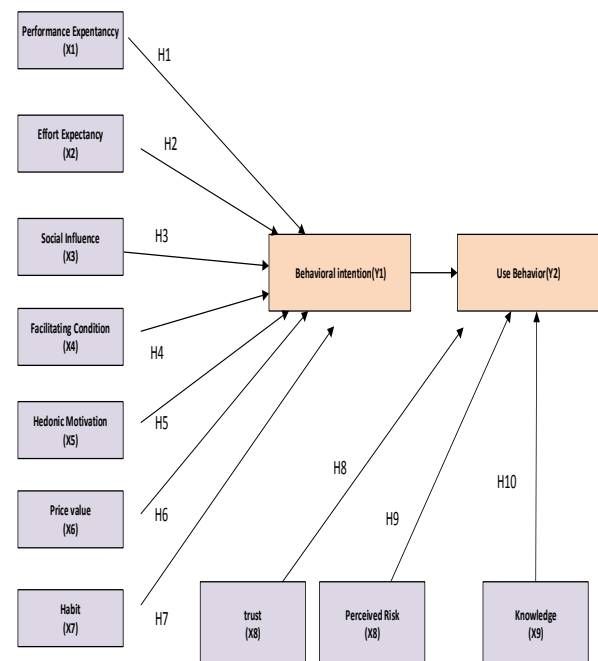 Performance Expentanccy
(X1)
H1
Effort Expectancy
(X2)
H2
Social Influence
(X3)
H3
Behavioral intention(Y1)
Use Behavior(Y2)
Facilitating Condition
(X4)
H4
Hedonic Motivation
(X5)
H5
Price value
(X6)
H6
H8
H9
H10
Habit
(X7)
H7
trust
(X8)
Perceived Risk
(X8)
Knowledge
(X9)